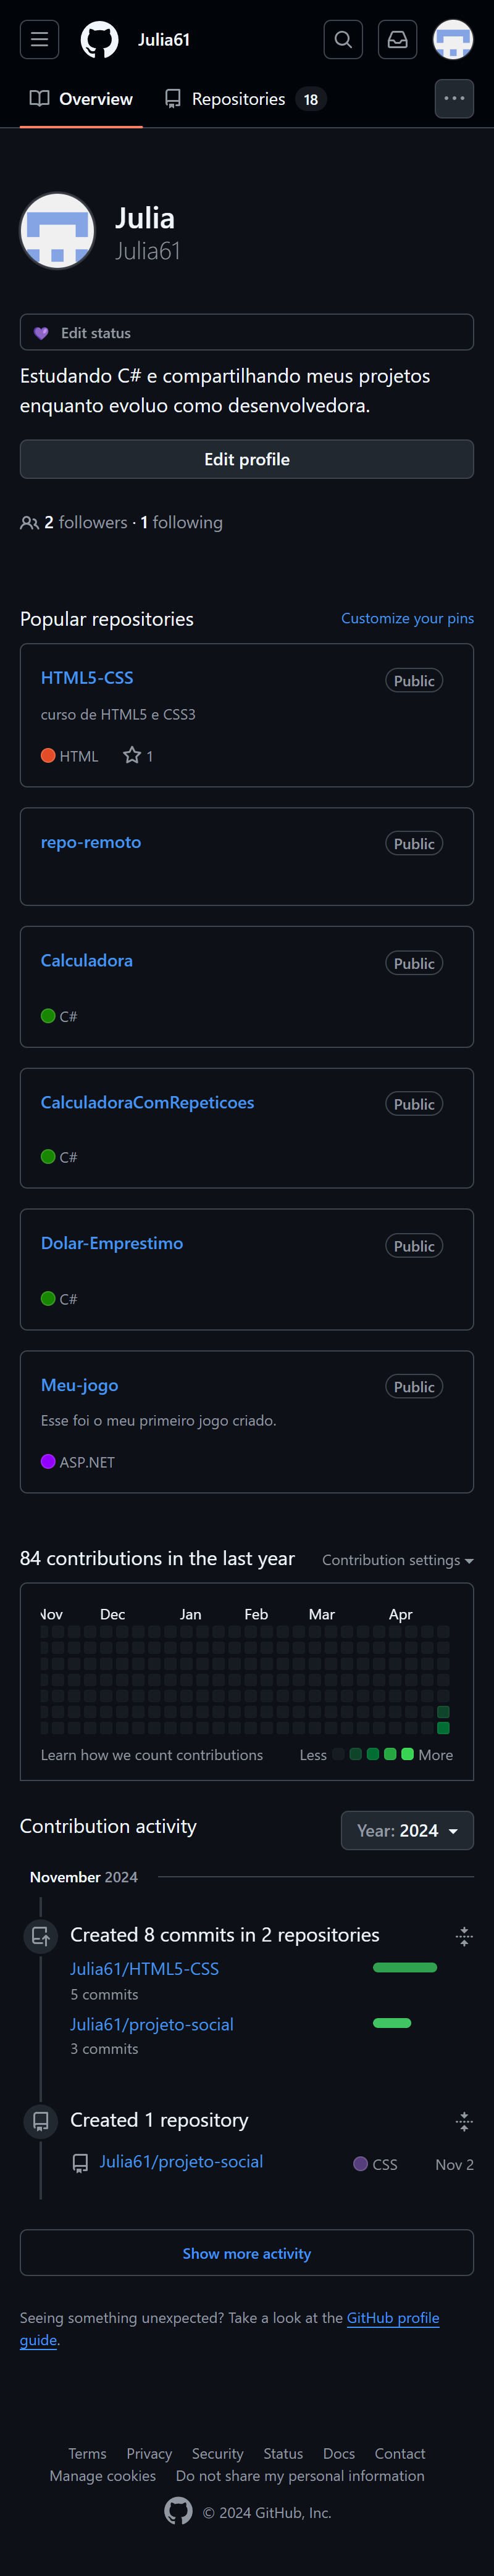 Julia61
Overview
Repositories 18
Julia
Julia61
Edit status
Estudando C# e compartilhando meus projetos
enquanto evoluo como desenvolvedora.
Edit profile
2 followers · 1 following
Popular repositories
Customize your pins
HTML5-CSS
Public
curso de HTML5 e CSS3
HTML
1
repo-remoto
Public
Calculadora
Public
C#
CalculadoraComRepeticoes
Public
C#
Dolar-Emprestimo
Public
C#
Meu-jogo
Public
Esse foi o meu primeiro jogo criado.
ASP.NET
84 contributions in the last year
Contribution settings
Nov Dec Jan Feb Mar Apr
Learn how we count contributions
Less
More
Contribution activity
Year: 2024
November 2024
Created 8 commits in 2 repositories
Julia61/HTML5-CSS
5 commits
Julia61/projeto-social
3 commits
Created 1 repository
Julia61/projeto-social
CSS
Nov 2
Show more activity
Seeing something unexpected? Take a look at the GitHub profile
guide.
Terms Privacy Security Status Docs Contact
Manage cookies Do not share my personal information
© 2024 GitHub, Inc.